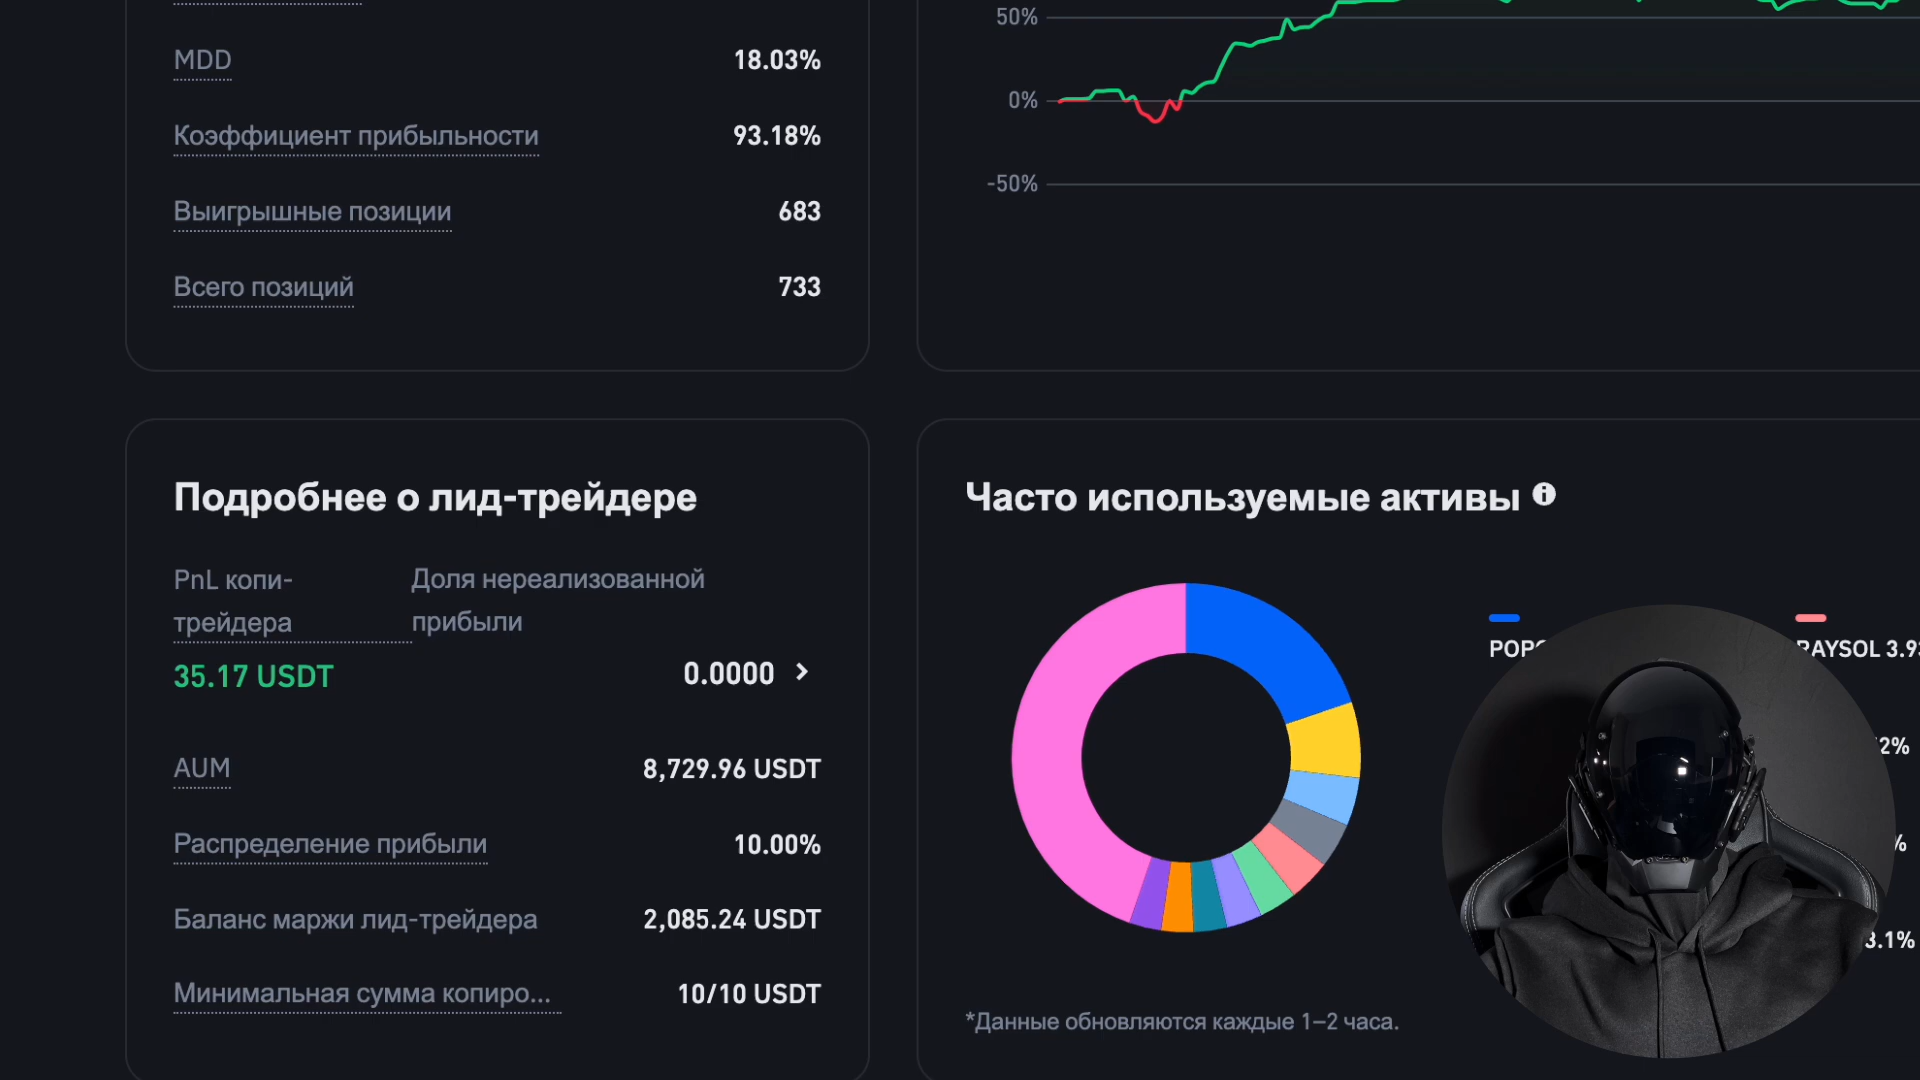 MDD 18.03%
Коэффициент прибыльности 93.18%
Выигрышные позиции 683
Всего позиций 733
50%
0%
-50%
Подробнее о лид-трейдере
PnL копи-
трейдера
35.17 USDT
Доля нереализованной
прибыли
0.0000
AUM 8,729.96 USDT
Распределение прибыли 10.00%
Баланс маржи лид-трейдера 2,085.24 USDT
Минимальная сумма копиро... 10/10 USDT
Часто используемые активы
RAYSOL
3.1%
*Данные обновляются каждые 1–2 часа.